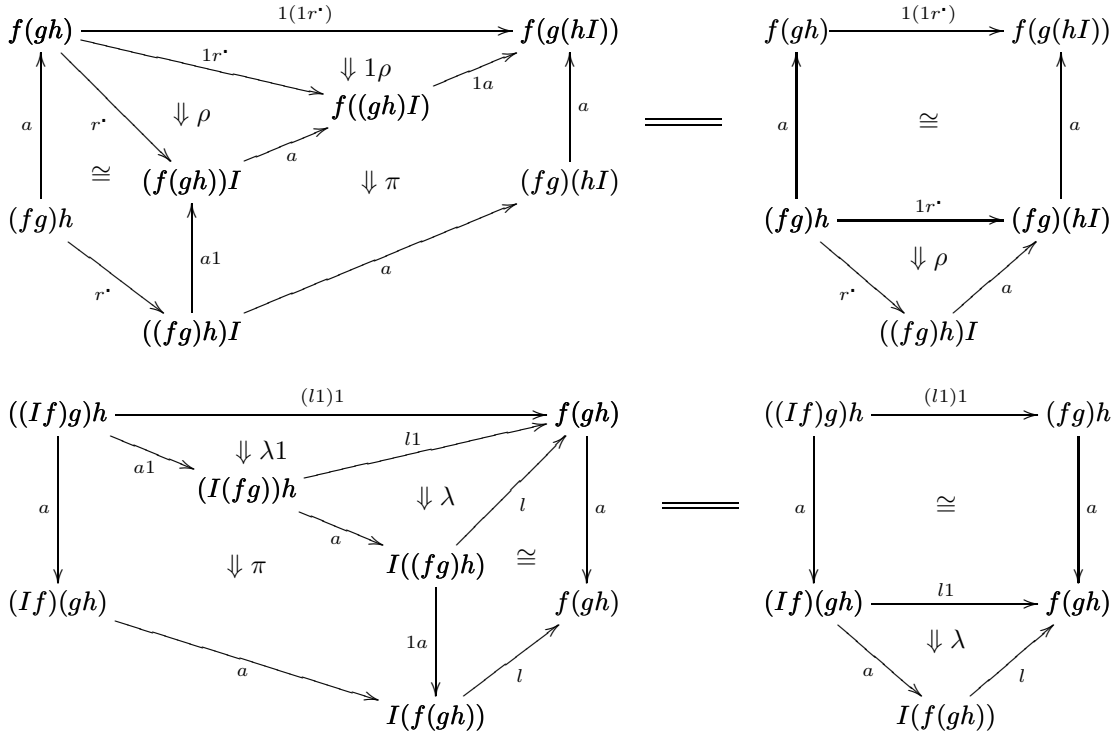 1(1r˙) 1(1r˙)
f(gh) f(g(hI)) f(gh) f(g(hI))
1r˙ ⇓ 1ρ 1a
⇓ ρ f((gh)I)
a r˙ a a ≅ a
≅ (f(gh))I ⇓ π (fg)(hI)
(fg)h a1 a (fg)h 1r˙ (fg)(hI)
r˙ r˙ ⇓ ρ a
((fg)h)I ((fg)h)I
(l1)1 (l1)1
((If)g)h f(gh) ((If)g)h (fg)h
a1 ⇓ λ1 l1
(I(fg))h ⇓ λ
a a l a a ≅ a
⇓ π I((fg)h) ≅
(If)(gh) f(gh) (If)(gh) l1 f(gh)
a 1a l a ⇓ λ l
I(f(gh)) I(f(gh))